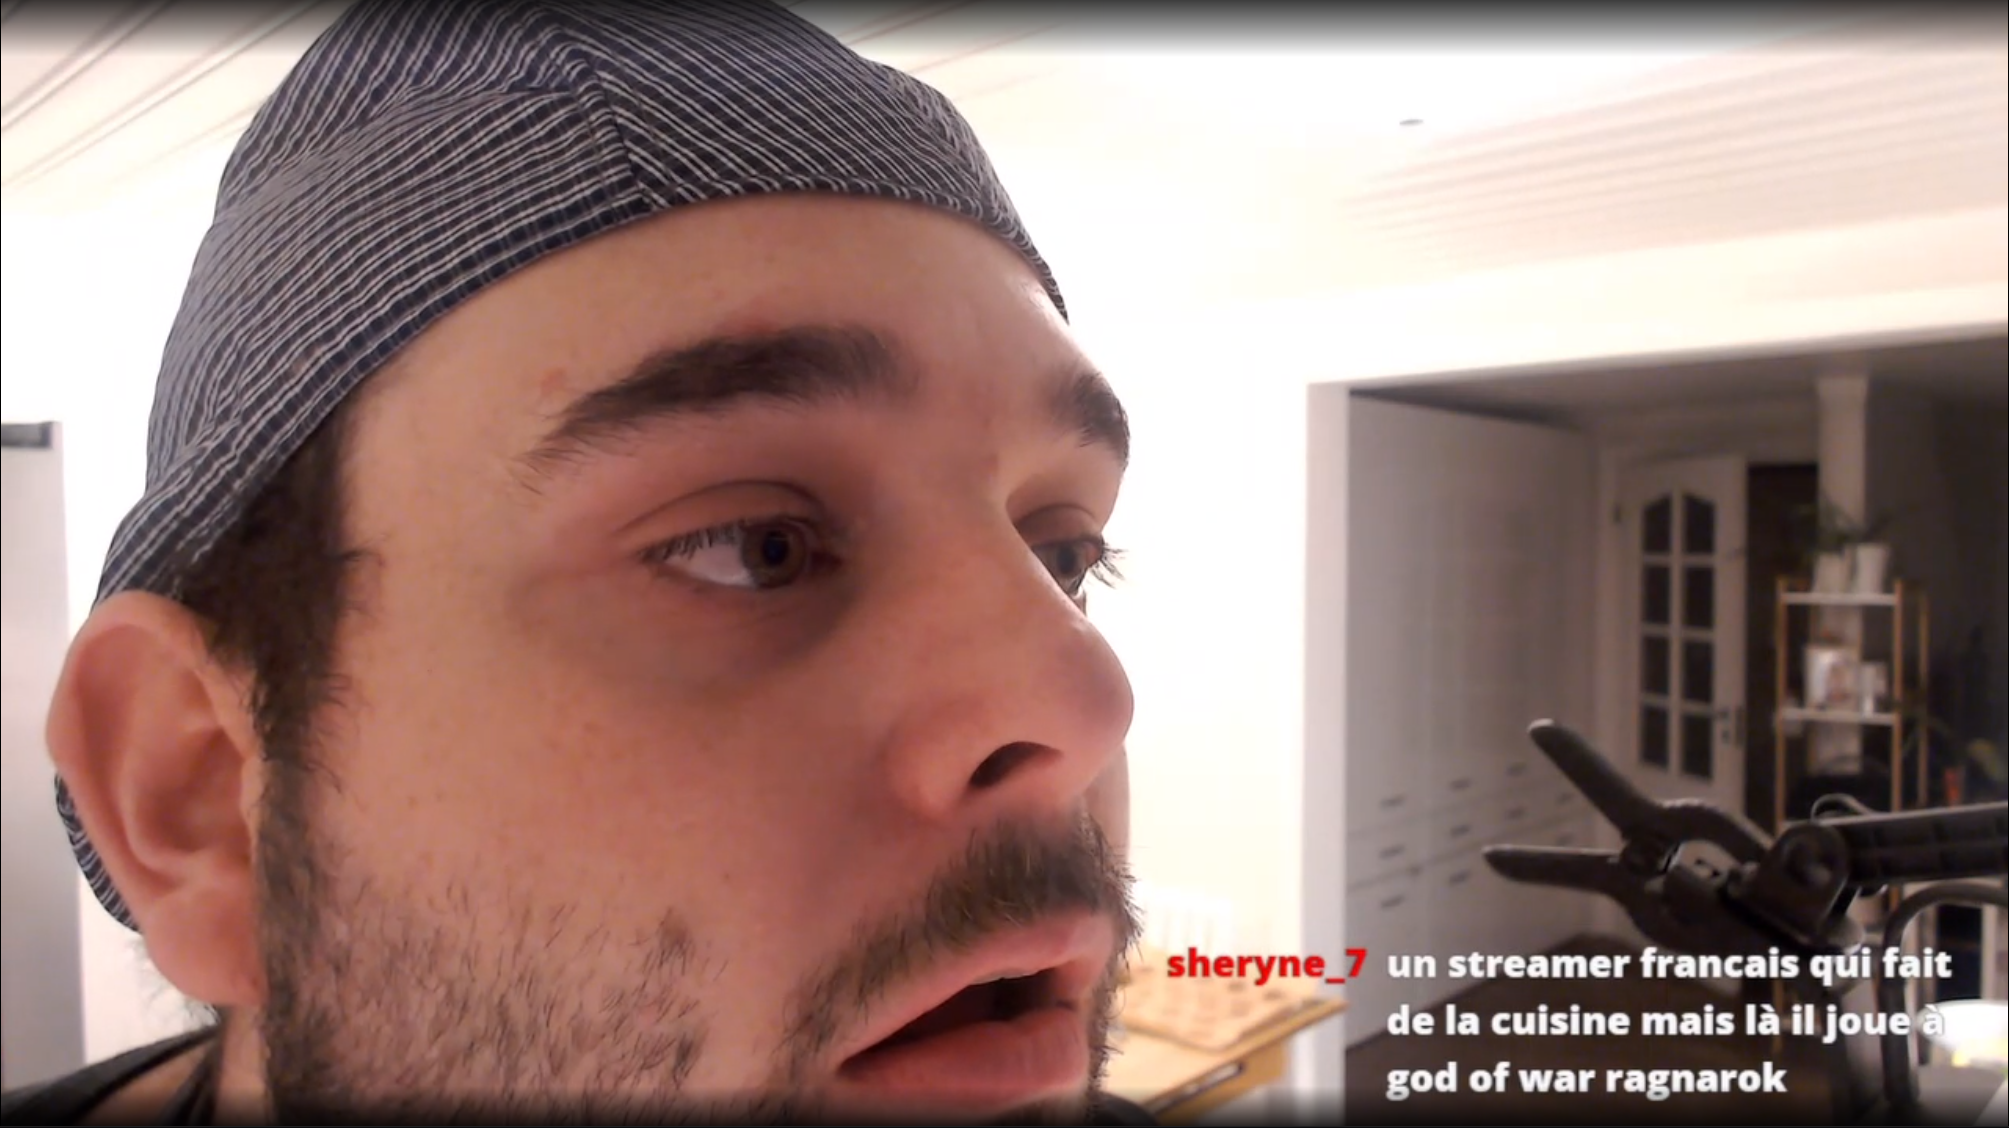 sheryne_7 un streamer francais qui fait
de la cuisine mais là il joue à
god of war ragnarok